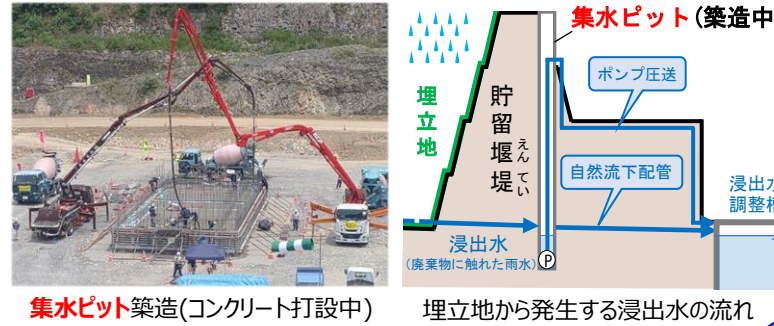 集水ピット(築造中
ポンプ圧送
埋立地
貯留堰堤
えんてい
自然流下配管
浸出水
調整槽
浸出水
(廃棄物に触れた雨水)
P
集水ピット築造(コンクリート打設中)
埋立地から発生する浸出水の流れ